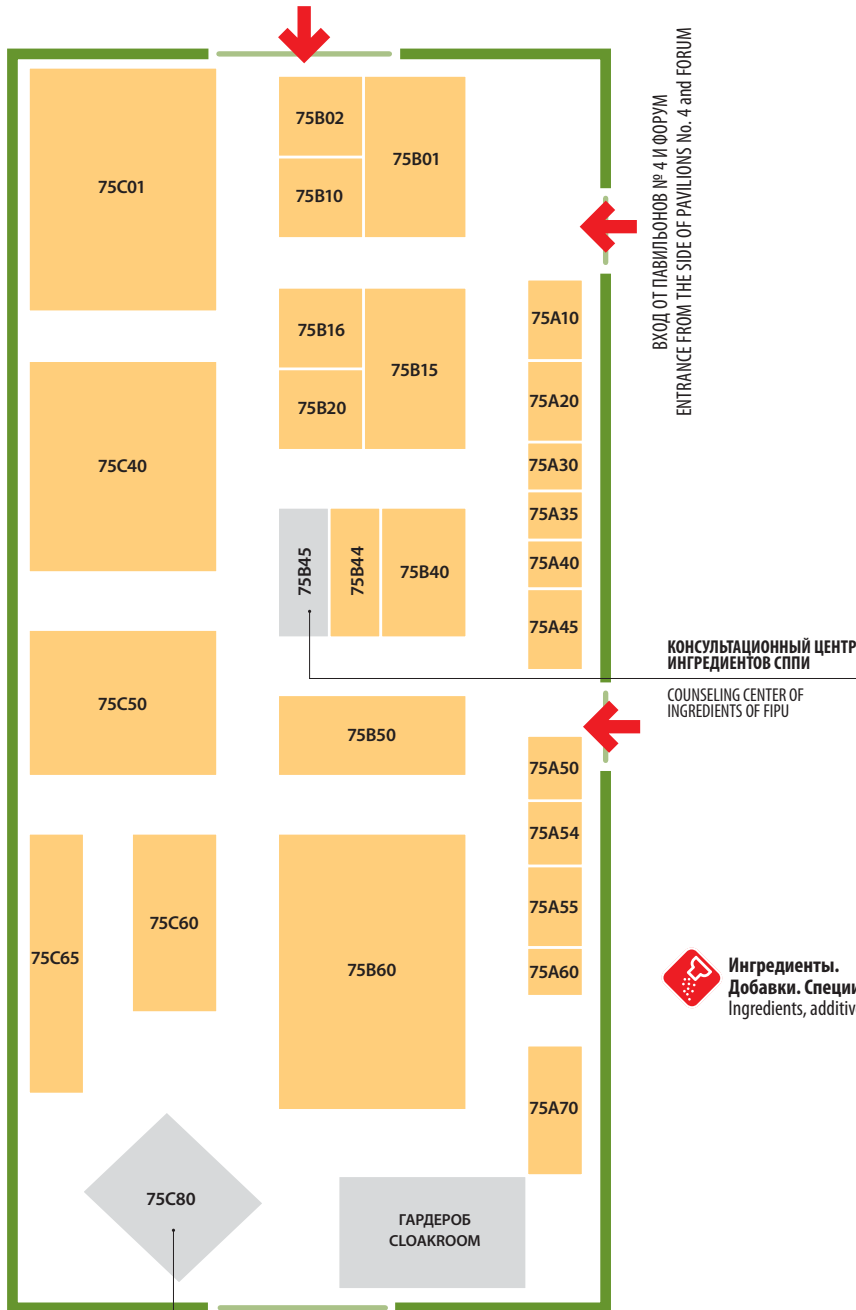 75C01
75B02
75B01
75B10
ВХОД ОТ ПАВИЛЬОНОВ № 4 И ФОРУМ
ENTRANCE FROM THE SIDE OF PAVILIONS No. 4 and FORUM
75A10
75B16
75B15
75B20
75A20
75C40
75A30
75A35
75B45
75B44
75B40
75A40
75A45
КОНСУЛЬТАЦИОННЫЙ ЦЕНТР
ИНГРЕДИЕНТОВ СППИ
COUNSELING CENTER OF
INGREDIENTS OF FIPU
75C50
75B50
75A50
75A54
75C65
75C60
75B60
75A55
75A60
Ингредиенты.
Добавки. Специи
Ingredients, additive
75A70
75C80
ГАРДЕРОБ
CLOAKROOM